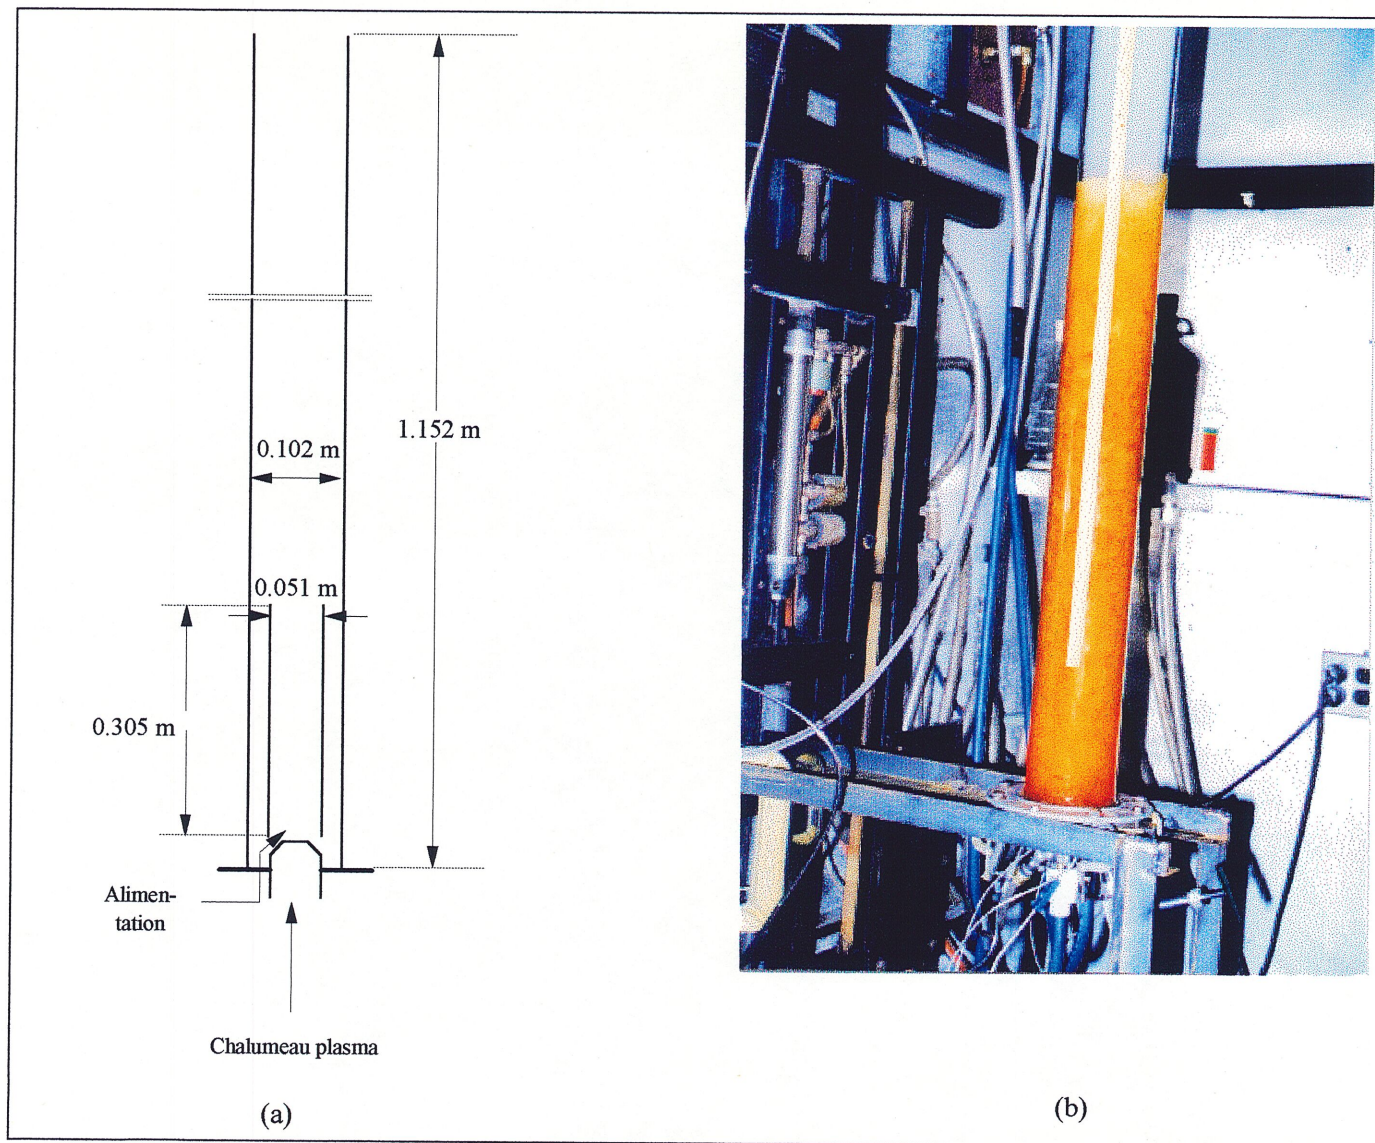 1.152 m
0.102 m
0.051 m
0.305 m
Alimen-
tation
Chalumeau plasma
(a)
(b)